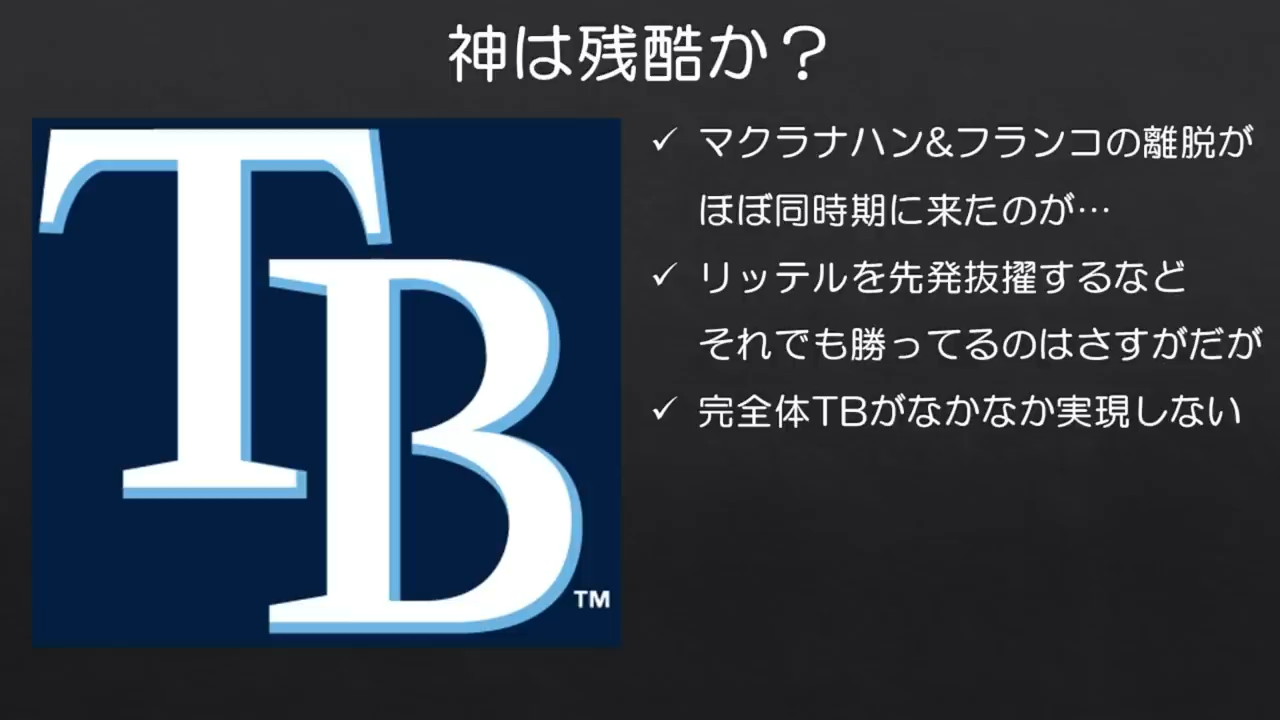 神は残酷か？
TB
TM
✓ マクラナハン&フランコの離脱が
ほぼ同時期に来たのが…
✓ リッテルを先発抜擢するなど
それでも勝ってるのはさすがだが
✓ 完全体TBがなかなか実現しない